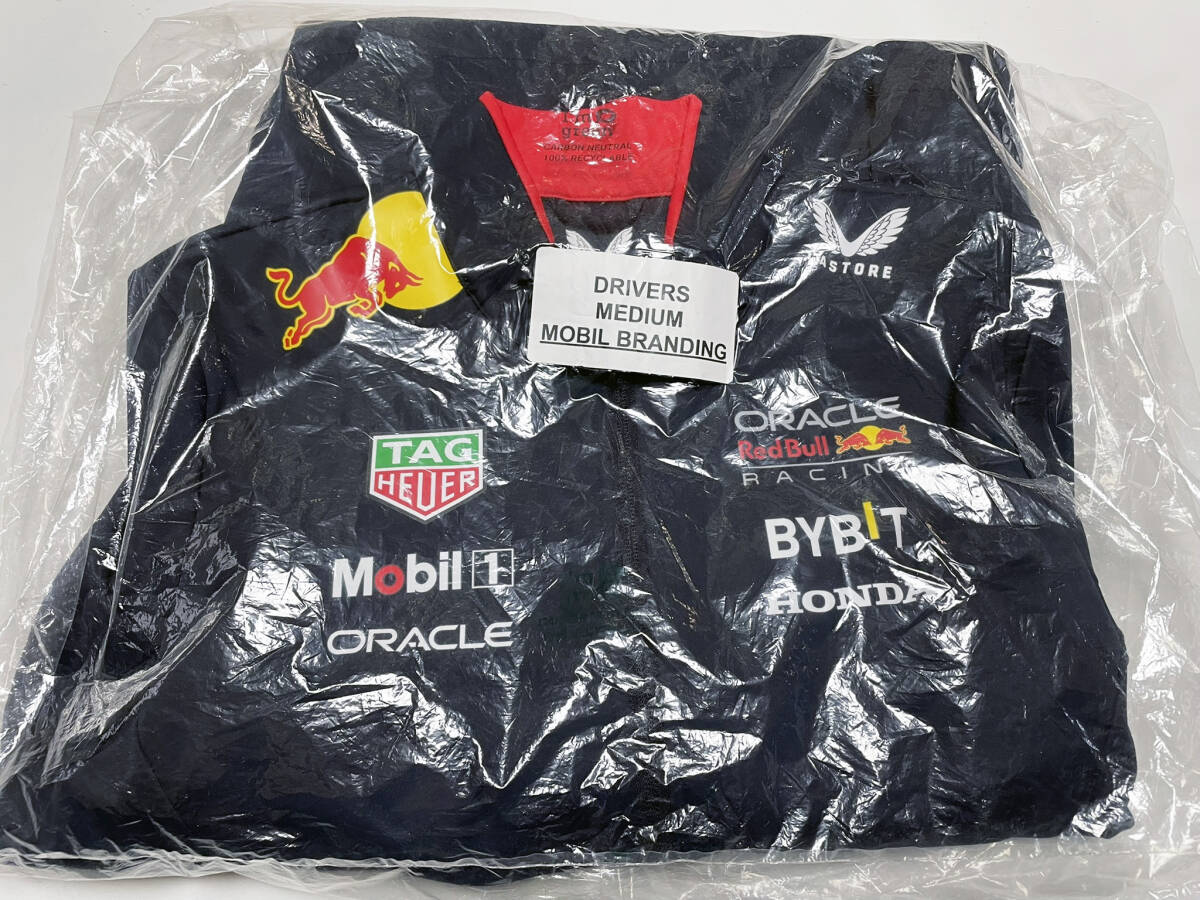 CARBON NEUTRAL
100% RECYCLABLE
DRIVERS
MEDIUM
MOBIL BRANDING
TAG
HEUER
Mobil 1
ORACLE
ORACLE
Red Bull
RACING
BYBIT
HONDA